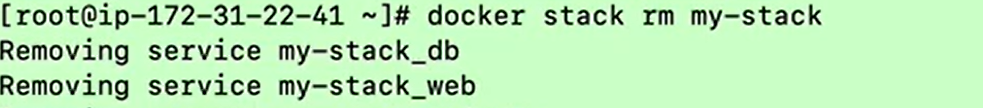 [root@ip-172-31-22-41 ~]# docker stack rm my-stack
Removing service my-stack_db
Removing service my-stack_web